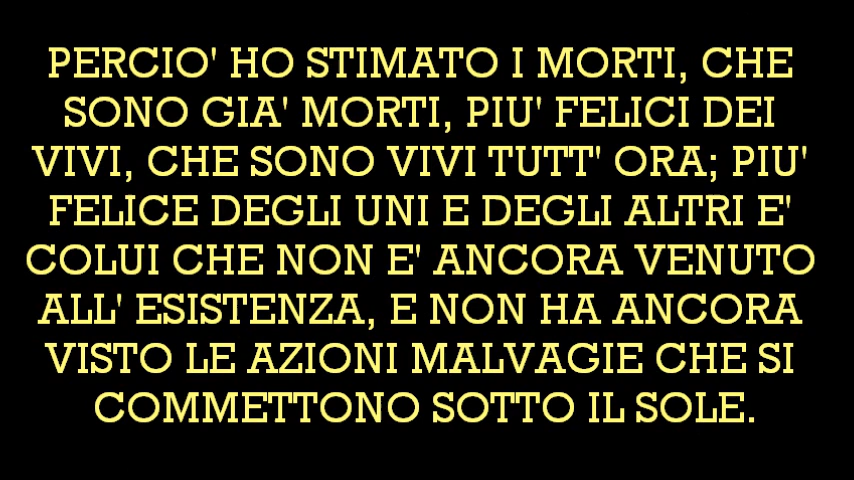 PERCIO' HO STIMATO I MORTI, CHE
SONO GIA' MORTI, PIU' FELICI DEI
VIVI, CHE SONO VIVI TUTT' ORA; PIU'
FELICE DEGLI UNI E DEGLI ALTRI E'
COLUI CHE NON E' ANCORA VENUTO
ALL' ESISTENZA, E NON HA ANCORA
VISTO LE AZIONI MALVAGIE CHE SI
COMMETTONO SOTTO IL SOLE.